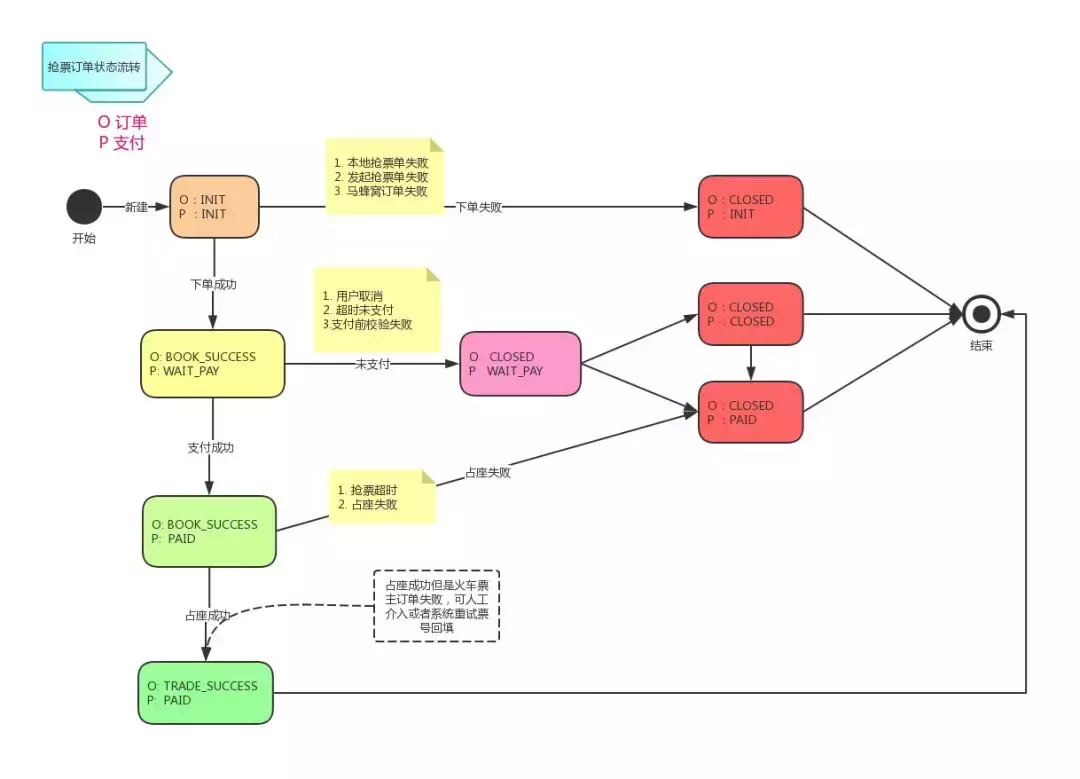 抢票订单状态流转
O 订单
P 支付
1. 本地抢票单失败
2. 发起抢票单失败
3. 马蜂窝订单失败
O : INIT
P : INIT
新建
下单失败
O : CLOSED
P : INIT
开始
下单成功
1. 用户取消
2. 超时未支付
3.支付前校验失败
O : CLOSED
P : CLOSED
结束
O: BOOK_SUCCESS
P: WAIT_PAY
未支付
O CLOSED
P WAIT_PAY
O : CLOSED
P : PAID
支付成功
占座失败
1. 抢票超时
2. 占座失败
O: BOOK_SUCCESS
P: PAID
占座成功但是火车票
主订单失败，可人工
介入或者系统重试票
号回填
占座成功
O: TRADE_SUCCESS
P: PAID